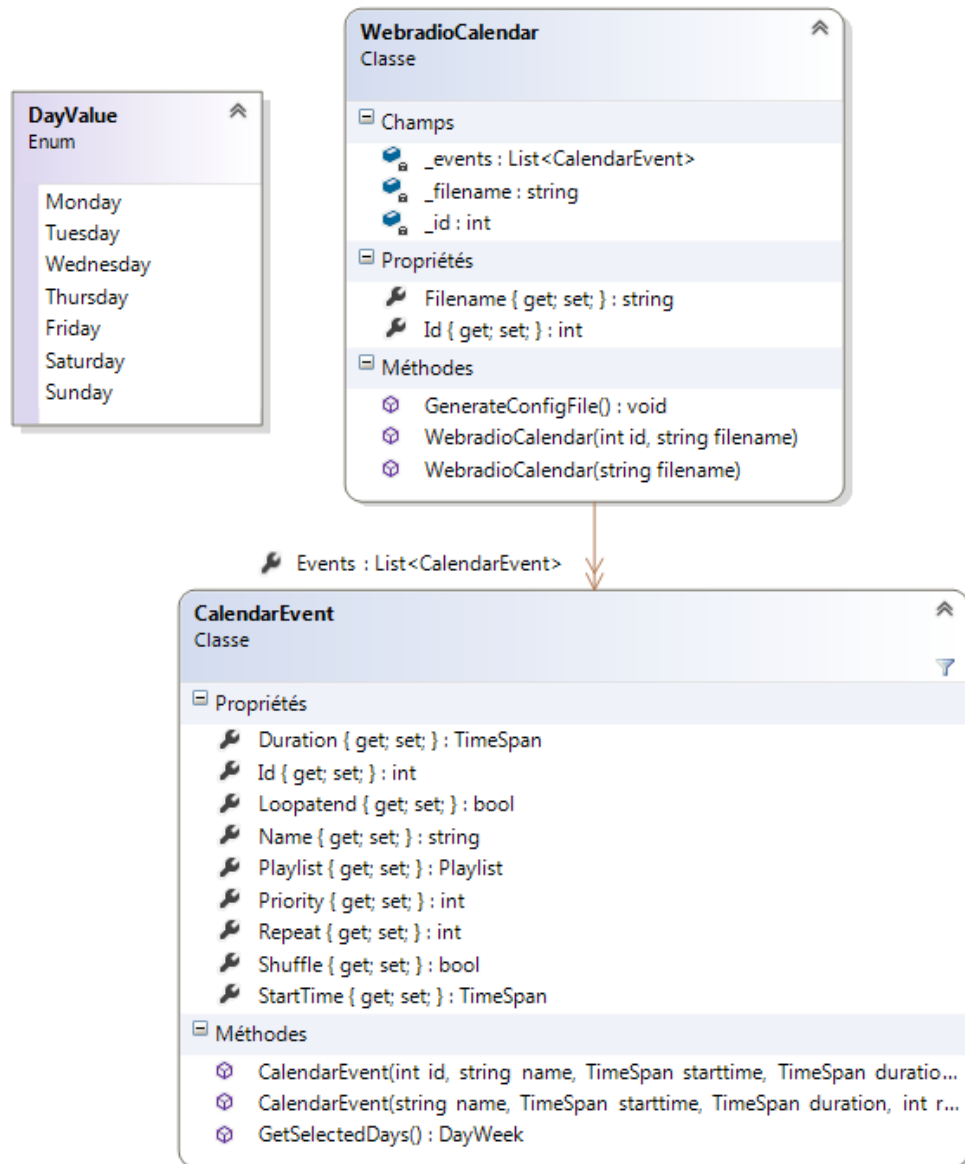 WebradioCalendar
Classe
Champs
_events : List<CalendarEvent>
_filename : string
_id : int
Propriétés
Filename { get; set; } : string
Id { get; set; } : int
Méthodes
GenerateConfigFile() : void
WebradioCalendar(int id, string filename)
WebradioCalendar(string filename)
DayValue
Enum
Monday
Tuesday
Wednesday
Thursday
Friday
Saturday
Sunday
Events : List<CalendarEvent>
CalendarEvent
Classe
Propriétés
Duration { get; set; } : TimeSpan
Id { get; set; } : int
Loopatend { get; set; } : bool
Name { get; set; } : string
Playlist { get; set; } : Playlist
Priority { get; set; } : int
Repeat { get; set; } : int
Shuffle { get; set; } : bool
StartTime { get; set; } : TimeSpan
Méthodes
CalendarEvent(int id, string name, TimeSpan starttime, TimeSpan duratio...
CalendarEvent(string name, TimeSpan starttime, TimeSpan duration, int r...
GetSelectedDays() : DayWeek